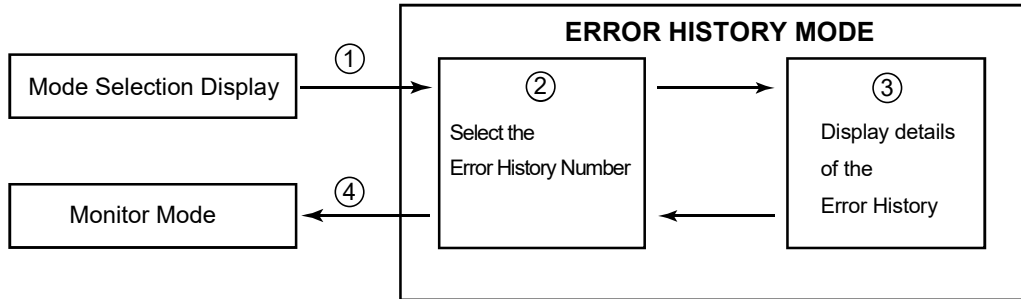 ERROR HISTORY MODE
Mode Selection Display
①
②
Select the
Error History Number
③
Display details
of the
Error History
Monitor Mode
④